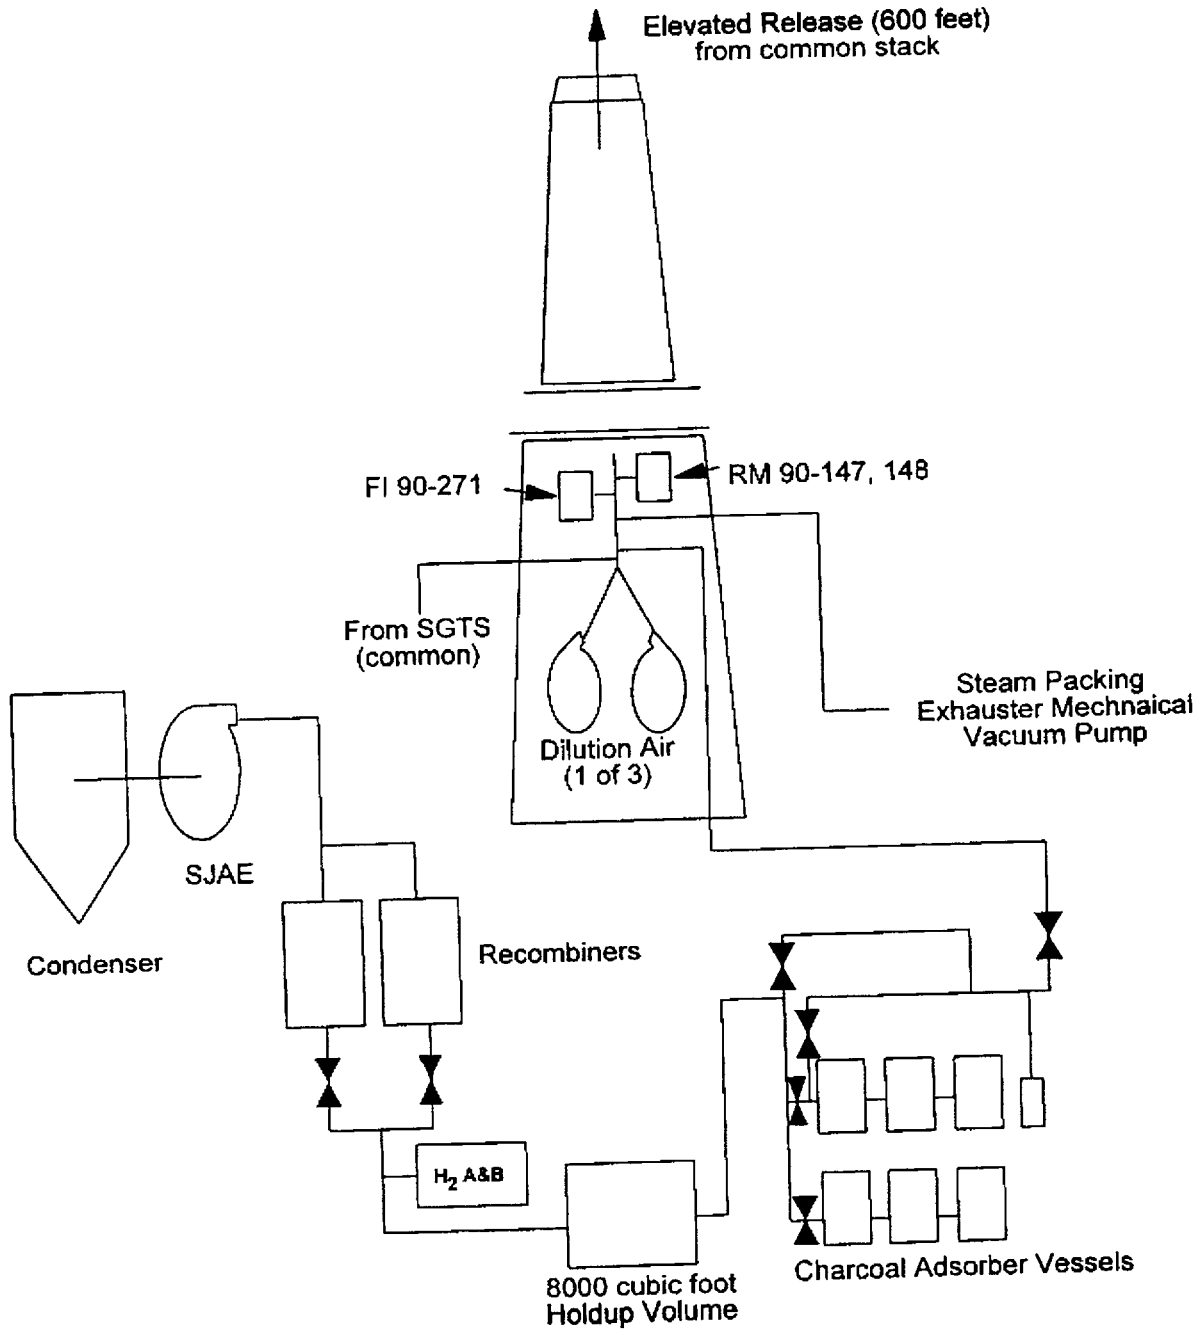 Elevated Release (600 feet)
from common stack
FI 90-271
RM 90-147, 148
From SGTS
(common)
Steam Packing
Exhauster Mechnaical
Vacuum Pump
Dilution Air
(1 of 3)
SJAE
Condenser
Recombiners
H2 A&B
8000 cubic foot
Holdup Volume
Charcoal Adsorber Vessels